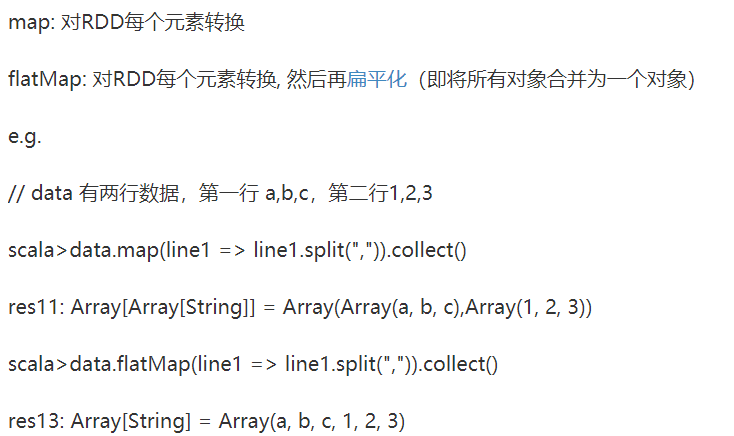 map: 对RDD每个元素转换
flatMap: 对RDD每个元素转换, 然后再扁平化（即将所有对象合并为一个对象）
e.g.
// data 有两行数据，第一行 a,b,c，第二行1,2,3
scala>data.map(line1 => line1.split(",")).collect()
res11: Array[Array[String]] = Array(Array(a, b, c),Array(1, 2, 3))
scala>data.flatMap(line1 => line1.split(",")).collect()
res13: Array[String] = Array(a, b, c, 1, 2, 3)